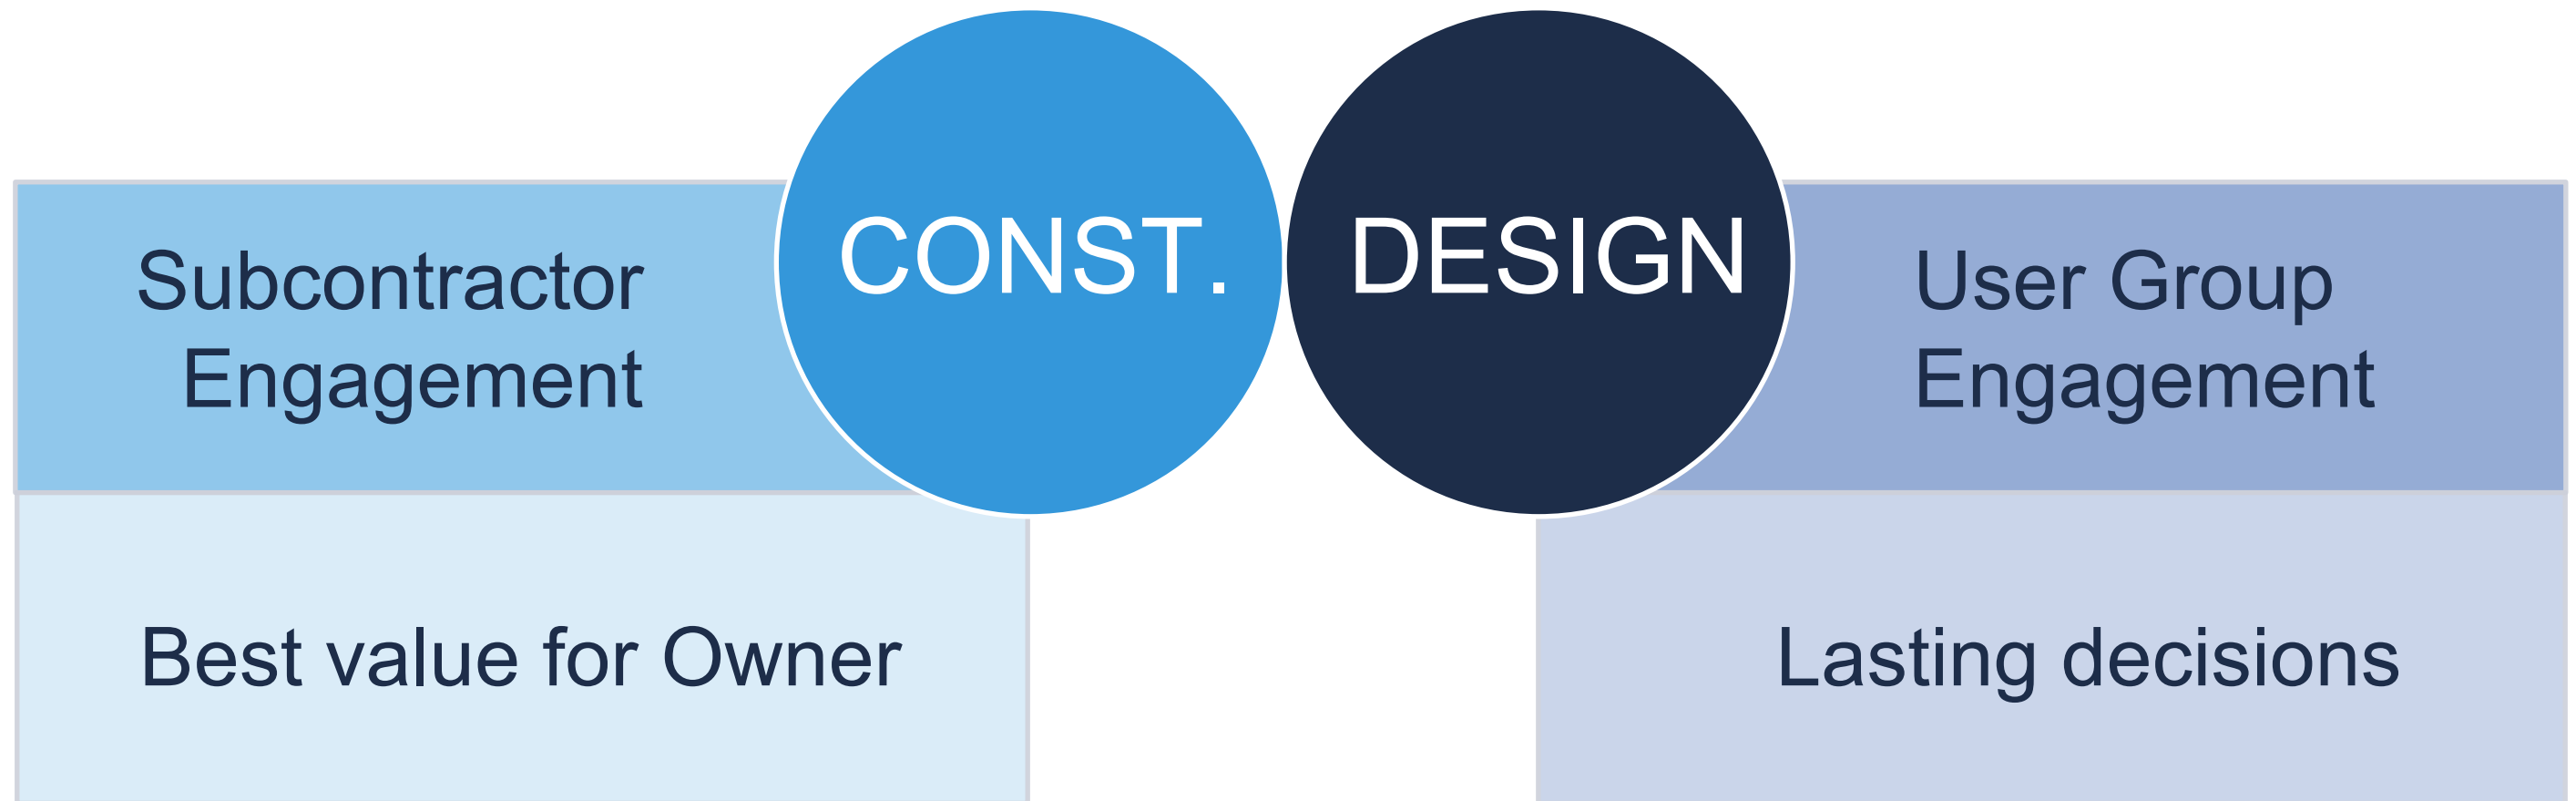 CONST.
DESIGN
Subcontractor
Engagement
User Group
Engagement
Best value for Owner
Lasting decisions